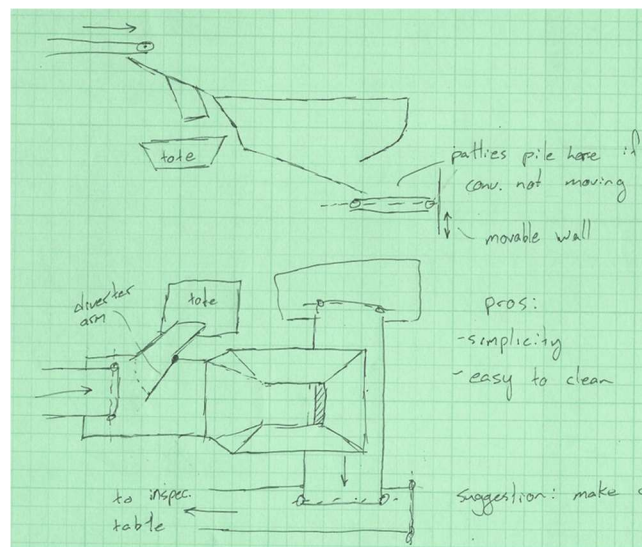 tote
patties pile here if
conv. not moving
movable wall
diverter
arm
tote
pros:
-simplicity
-easy to clean
to inspec.
table
suggestion: make